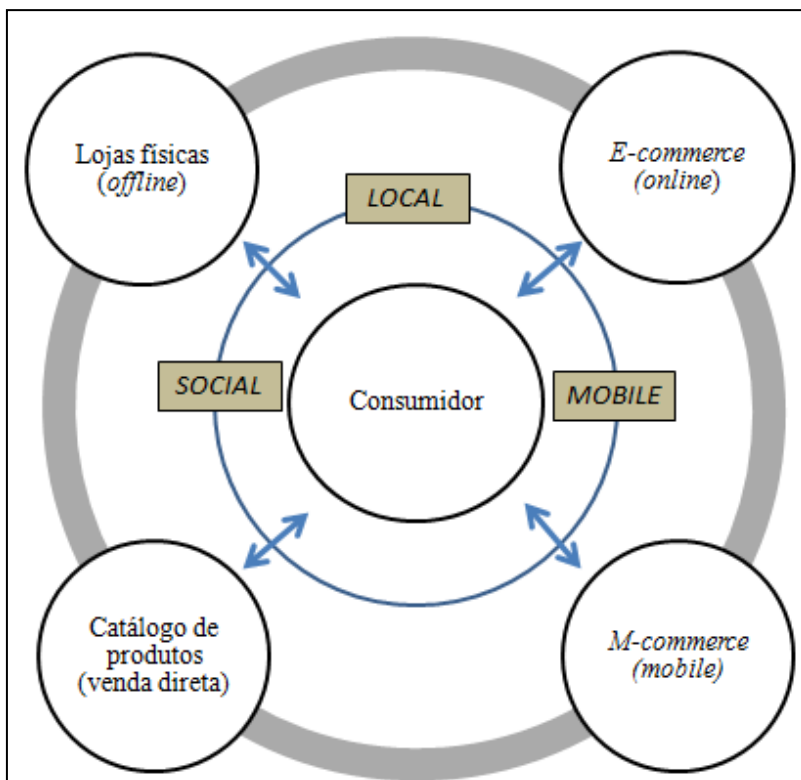 Lojas físicas
(offline)
E-commerce
(online)
LOCAL
SOCIAL
Consumidor
MOBILE
Catálogo de
produtos
(venda direta)
M-commerce
(mobile)